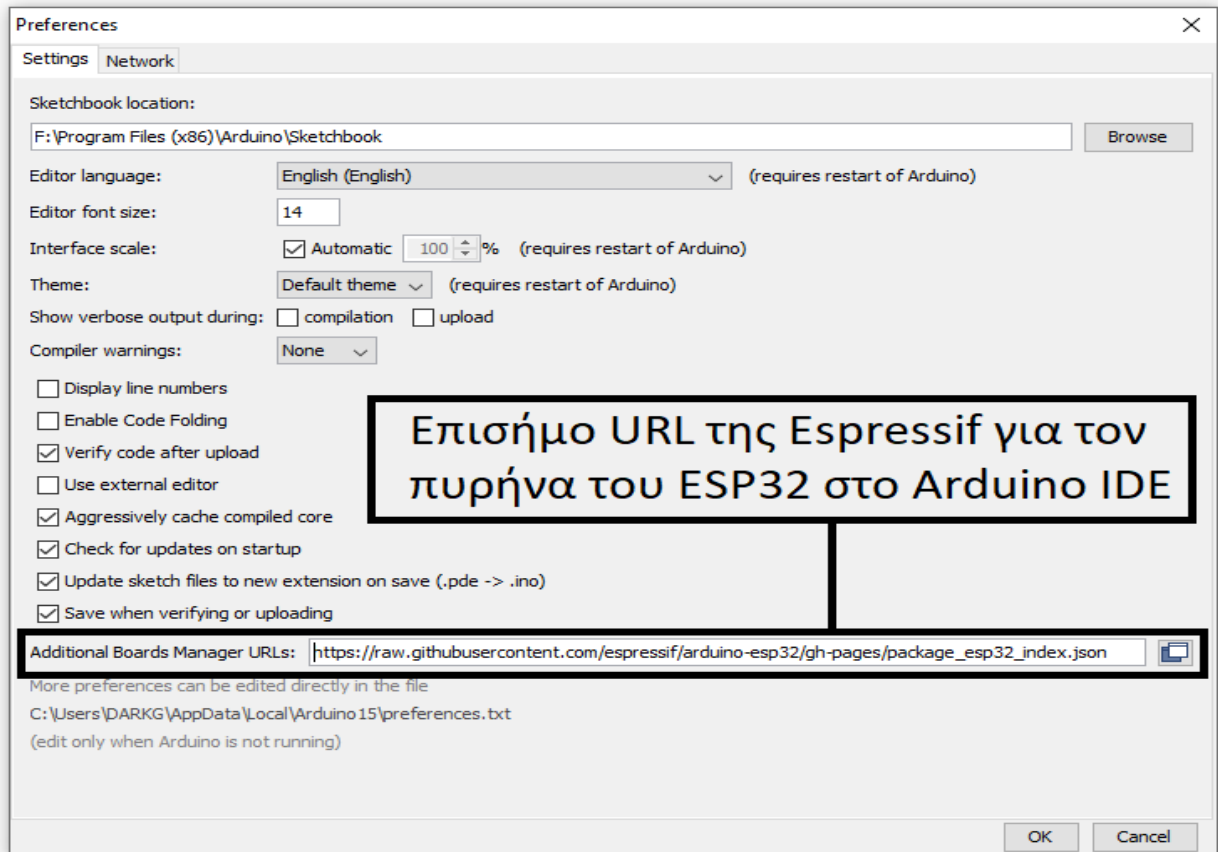 Preferences
Settings Network
Sketchbook location:
F:\Program Files (x86)\Arduino\Sketchbook Browse
Editor language: English (English) (requires restart of Arduino)
Editor font size: 14
Interface scale: Automatic 100 % (requires restart of Arduino)
Theme: Default theme (requires restart of Arduino)
Show verbose output during: compilation upload
Compiler warnings: None
Display line numbers
Enable Code Folding
Verify code after upload
Use external editor
Aggressively cache compiled core
Check for updates on startup
Update sketch files to new extension on save (.pde -> .ino)
Save when verifying or uploading
Επισήμο URL της Espressif για τον
πυρήνα του ESP32 στο Arduino IDE
Additional Boards Manager URLs: https://raw.githubusercontent.com/espressif/arduino-esp32/gh-pages/package_esp32_index.json
More preferences can be edited directly in the file
C:\Users\DARKG\AppData\Local\Arduino15\preferences.txt
(edit only when Arduino is not running)
OK Cancel